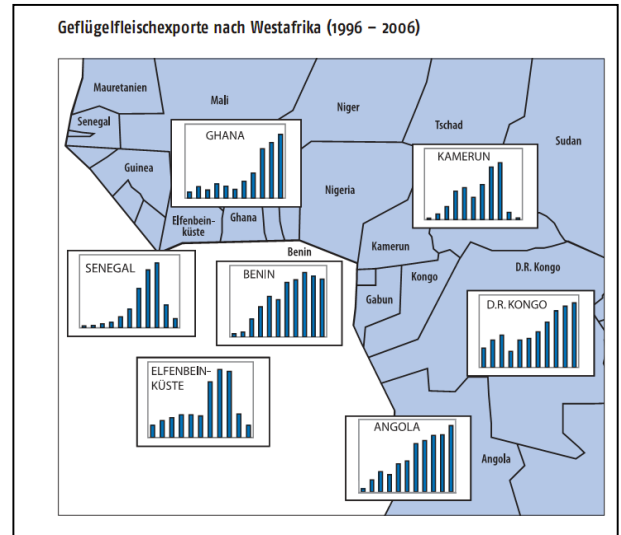 Geflügelfleischexporte nach Westafrika (1996 – 2006)
Mauretanien
Mali
Niger
Tschad
Sudan
Senegal
GHANA
KAMERUN
Guinea
Nigeria
Elfenbein-
küste
Ghana
Benin
Kamerun
Kongo
D.R. Kongo
Gabun
SENEGAL
BENIN
D.R. KONGO
ELFENBEIN-
KÜSTE
ANGOLA
Angola